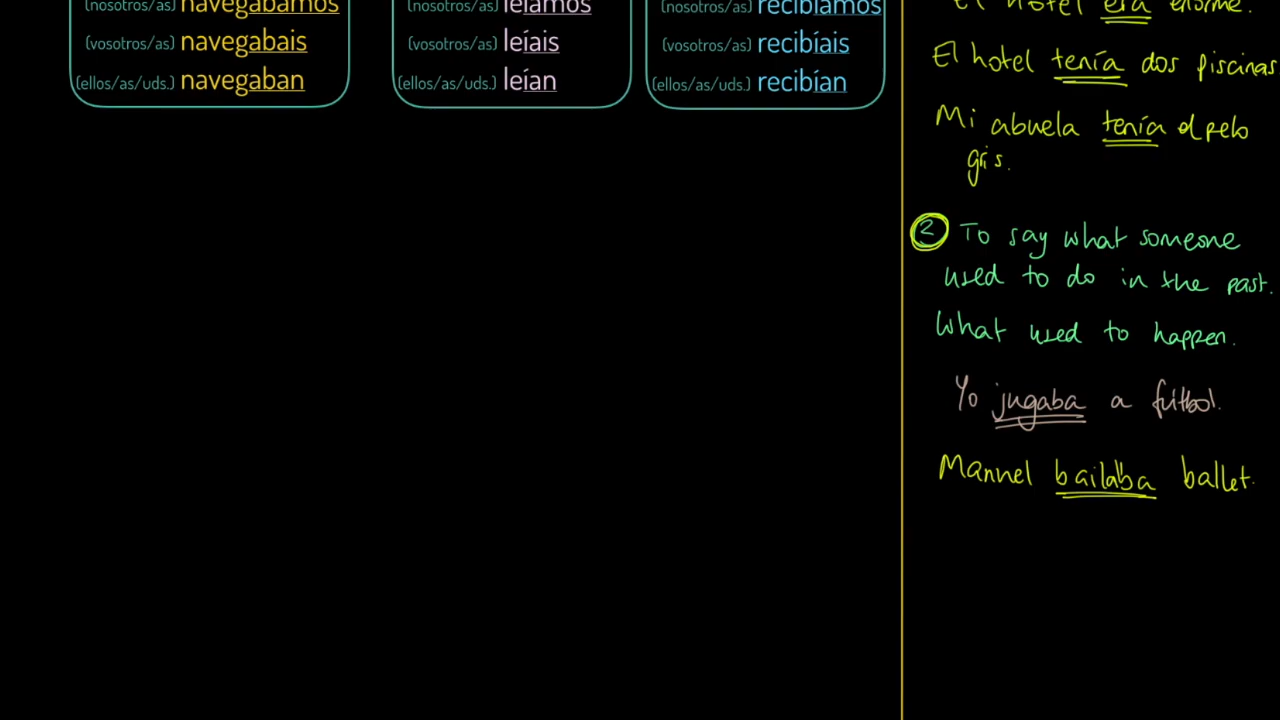 (nosotros/as) navegábamos
(vosotros/as) navegabais
(ellos/as/uds.) navegaban
(nosotros/as) leíamos
(vosotros/as) leíais
(ellos/as/uds.) leían
(nosotros/as) recibíamos
(vosotros/as) recibíais
(ellos/as/uds.) recibían
El hotel era enorme.
El hotel tenía dos piscinas
Mi abuela tenía el pelo
gris.
2 To say what someone
used to do in the past.
What used to happen.
Yo jugaba a fútbol.
Manuel bailaba ballet.